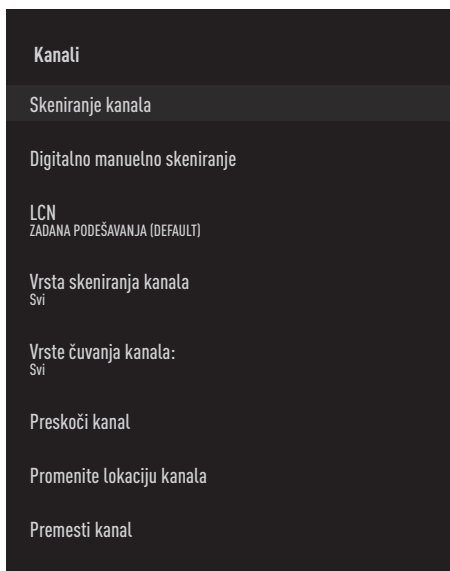 Kanali
Skeniranje kanala
Digitalno manuelno skeniranje
LCN
ZADANA PODEŠAVANJA (DEFAULT)
Vrsta skeniranja kanala
Svi
Vrste čuvanja kanala:
Svi
Preskoči kanal
Promenite lokaciju kanala
Premesti kanal